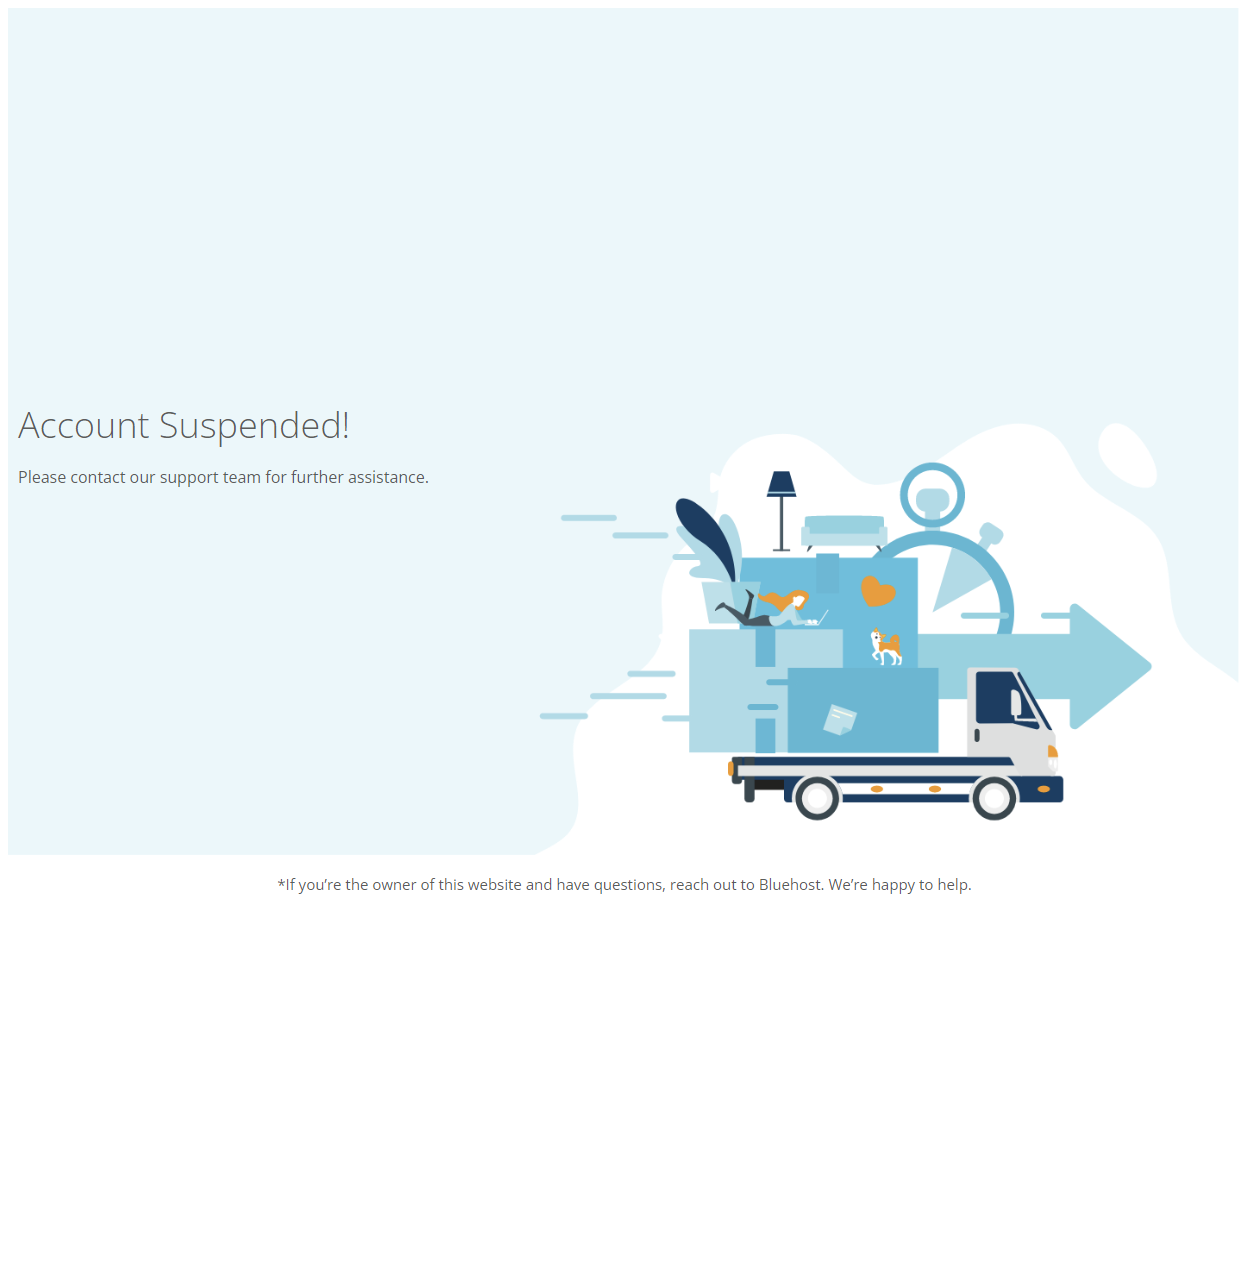 Account Suspended!
Please contact our support team for further assistance.
*If you’re the owner of this website and have questions, reach out to Bluehost. We’re happy to help.